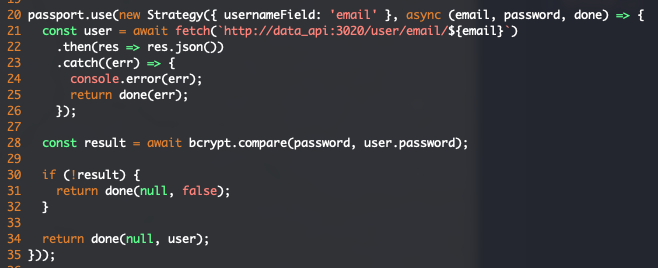 20 passport.use(new Strategy({ usernameField: 'email' }, async (email, password, done) => {
21   const user = await fetch(`http://data_api:3020/user/email/${email}`)
22     .then(res => res.json())
23     .catch((err) => {
24       console.error(err);
25       return done(err);
26     });
27
28   const result = await bcrypt.compare(password, user.password);
29
30   if (!result) {
31     return done(null, false);
32   }
33
34   return done(null, user);
35 }));